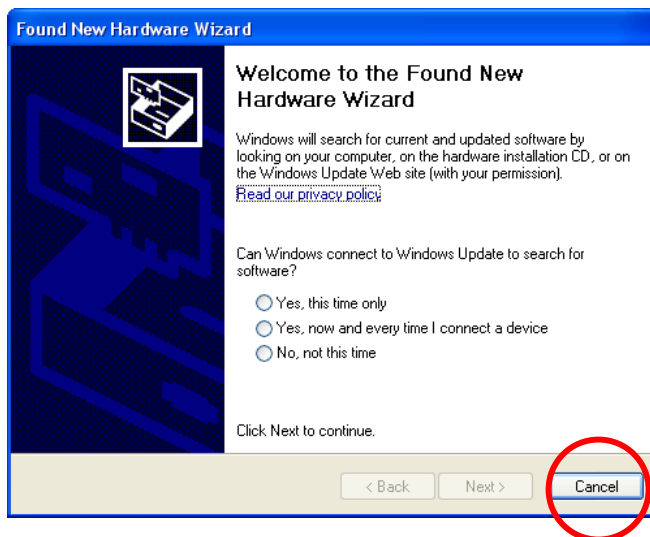 Found New Hardware Wizard
Welcome to the Found New
Hardware Wizard
Windows will search for current and updated software by
looking on your computer, on the hardware installation CD, or on
the Windows Update Web site (with your permission).
Read our privacy policy
Can Windows connect to Windows Update to search for
software?
Yes, this time only
Yes, now and every time I connect a device
No, not this time
Click Next to continue.
< Back Next > Cancel